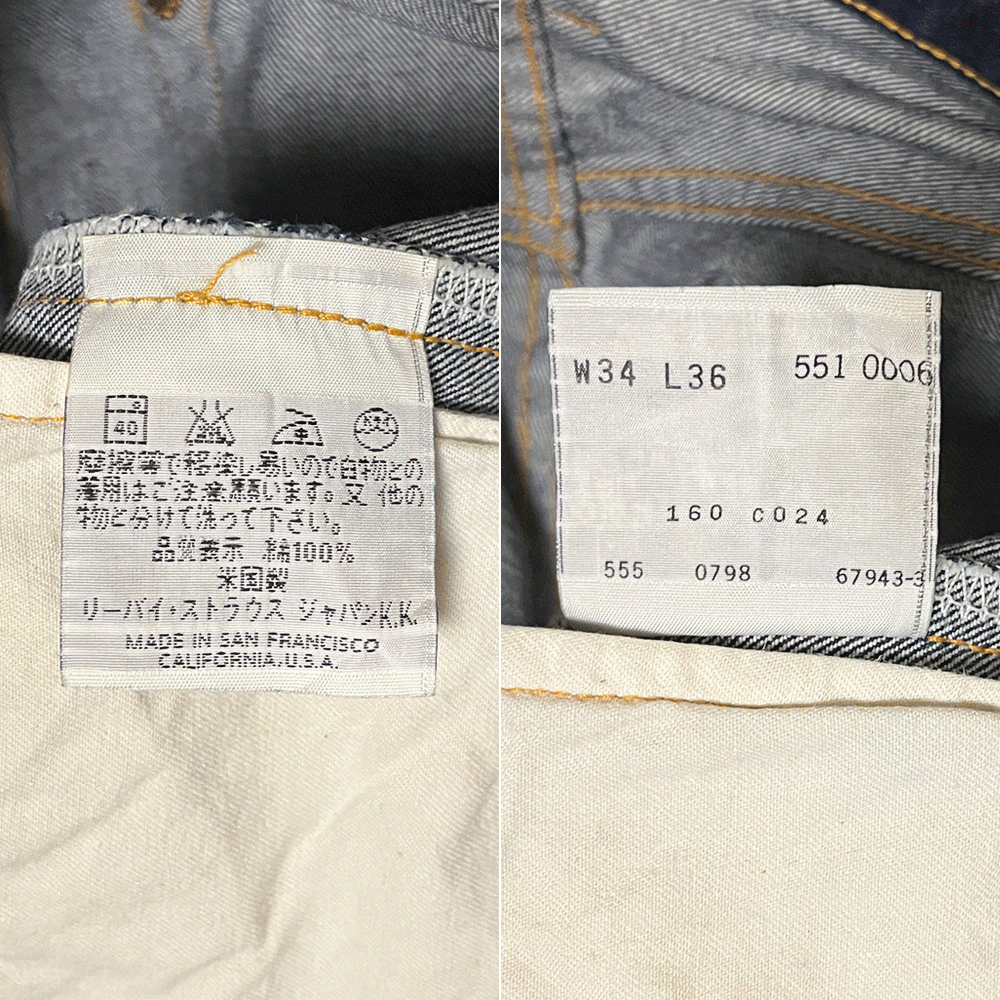 40
摩擦等で移染し易いので白物との
着用はご注意願います。又 他の
物と分けて洗って下さい。
品質表示 綿100%
米国製
リーバイ・ストラウス ジャパンK.K.
MADE IN SAN FRANCISCO
CALIFORNIA.U.S.A.
W34 L36 551 0006
160 C024
555 0798 67943-3